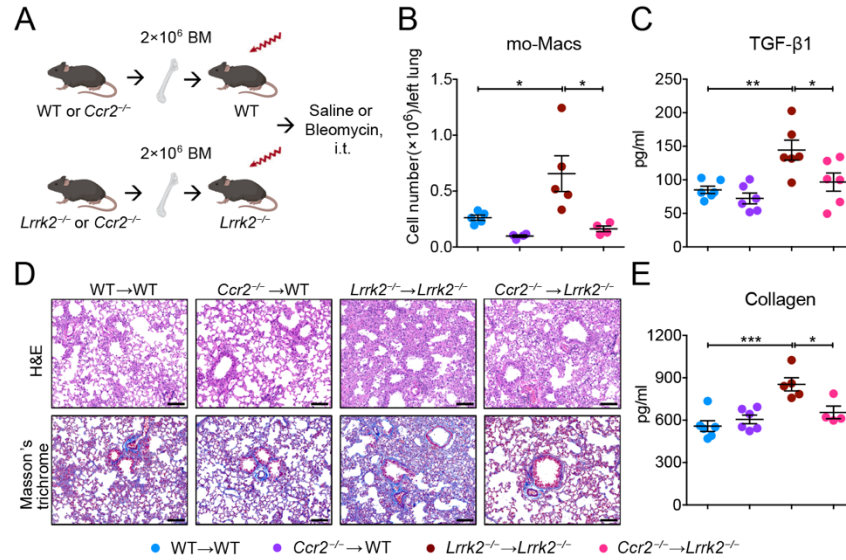 A
2×10⁶ BM
WT or Ccr2⁻/⁻
WT
Saline or
Bleomycin,
i.t.
2×10⁶ BM
Lrrk2⁻/⁻ or Ccr2⁻/⁻
Lrrk2⁻/⁻
B
mo-Macs
Cell number(×10⁶)/left lung
1.5
1.0
0.5
0.0
*
*
C
TGF-β1
pg/ml
250
200
150
100
50
0
**
*
D
WT→WT
Ccr2⁻/⁻→WT
Lrrk2⁻/⁻→Lrrk2⁻/⁻
Ccr2⁻/⁻→Lrrk2⁻/⁻
H&E
Masson's
trichrome
E
Collagen
pg/ml
1200
900
600
300
0
***
*
WT→WT
Ccr2⁻/⁻→WT
Lrrk2⁻/⁻→Lrrk2⁻/⁻
Ccr2⁻/⁻→Lrrk2⁻/⁻